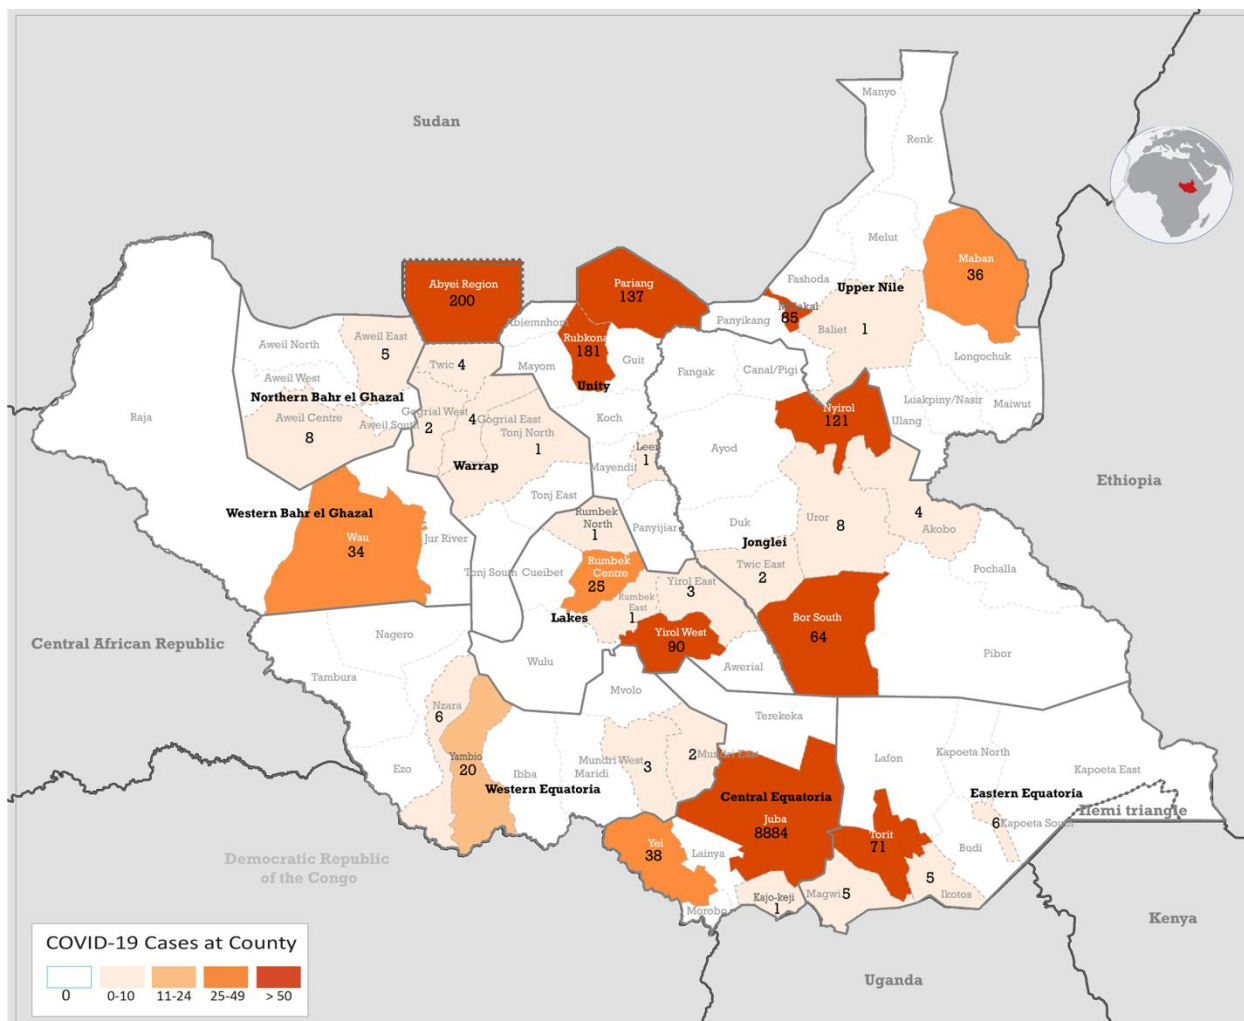 Sudan
Manyo
Renk
Melut
Maban
36
Fashoda
Upper Nile
Abyei Region
200
Pariang
137
Malakal
85
Panyikang
Baliet
1
Longochuk
Abiemnhom
Rubkona
181
Guit
Unity
Mayom
Aweil East
5
Aweil North
Aweil West
Northern Bahr el Ghazal
Aweil Centre
8
Aweil South
Twic 4
Gogrial West
2
4
Gogrial East
Tonj North
1
Warrap
Raja
Fangak
Canal/Pigi
Nyirol
121
Luakpiny/Nasir
Maiwut
Ulang
Koch
Leer
1
Mayendit
Ayod
Ethiopia
Western Bahr el Ghazal
Wau
34
Jur River
Tonj East
Rumbek
North
1
Panyijiar
Duk
Jonglei
Uror
8
4
Akobo
Tonj South
Cueibet
Rumbek
Centre
25
Twic East
2
Pochalla
Yirol East
3
Rumbek
East
1
Lakes
Yirol West
90
Bor South
64
Pibor
Central African Republic
Nagero
Tambura
Wulu
Awerial
Mvolo
Terekeka
Nzara
6
Yambio
20
Ezo
Ibba
Maridi
Mundri West
3
2
Mundri East
Western Equatoria
Central Equatoria
Juba
8884
Lafon
Kapoeta North
Kapoeta East
Eastern Equatoria
Ilemi triangle
6
Kapoeta South
Budi
Torit
71
Yei
38
Lainya
Morobo
Kajo-keji
1
Magwi
5
5
Ikotos
Democratic Republic
of the Congo
Uganda
Kenya
COVID-19 Cases at County
0
0-10
11-24
25-49
> 50